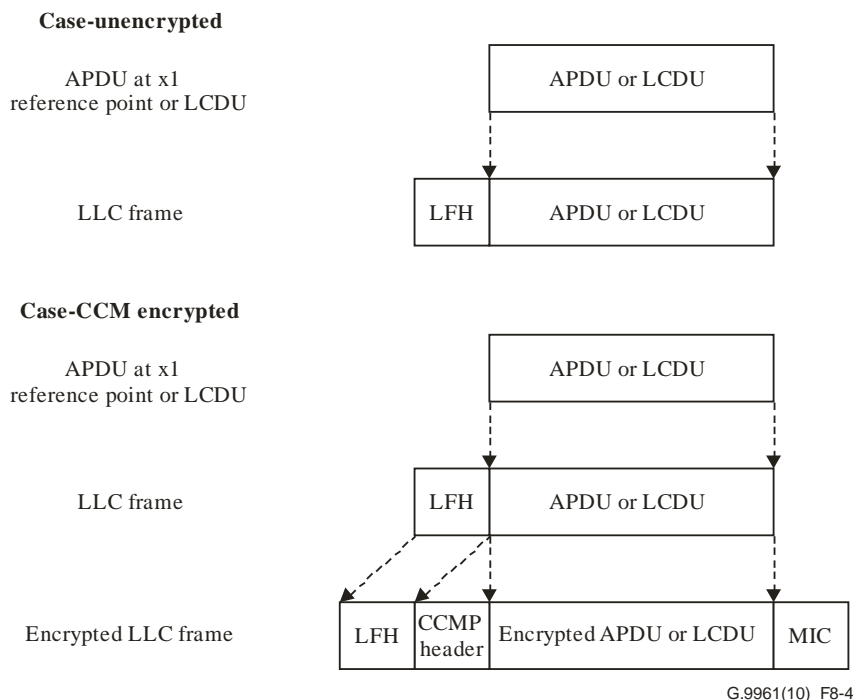 Case-unencrypted
APDU at x1
reference point or LCDU
APDU or LCDU
LLC frame
LFH
APDU or LCDU
Case-CCM encrypted
APDU at x1
reference point or LCDU
APDU or LCDU
LLC frame
LFH
APDU or LCDU
Encrypted LLC frame
LFH
CCMP
header
Encrypted APDU or LCDU
MIC
G.9961(10)_F8-4